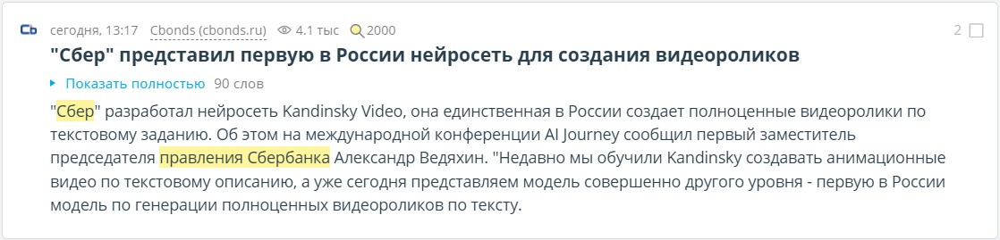 Cb сегодня, 13:17 Cbonds (cbonds.ru) 4.1 тыс 2000 2
"Сбер" представил первую в России нейросеть для создания видеороликов
Показать полностью 90 слов
"Сбер" разработал нейросеть Kandinsky Video, она единственная в России создает полноценные видеоролики по
текстовому заданию. Об этом на международной конференции AI Journey сообщил первый заместитель
председателя правления Сбербанка Александр Ведяхин. "Недавно мы обучили Kandinsky создавать анимационные
видео по текстовому описанию, а уже сегодня представляем модель совершенно другого уровня - первую в России
модель по генерации полноценных видеороликов по тексту.